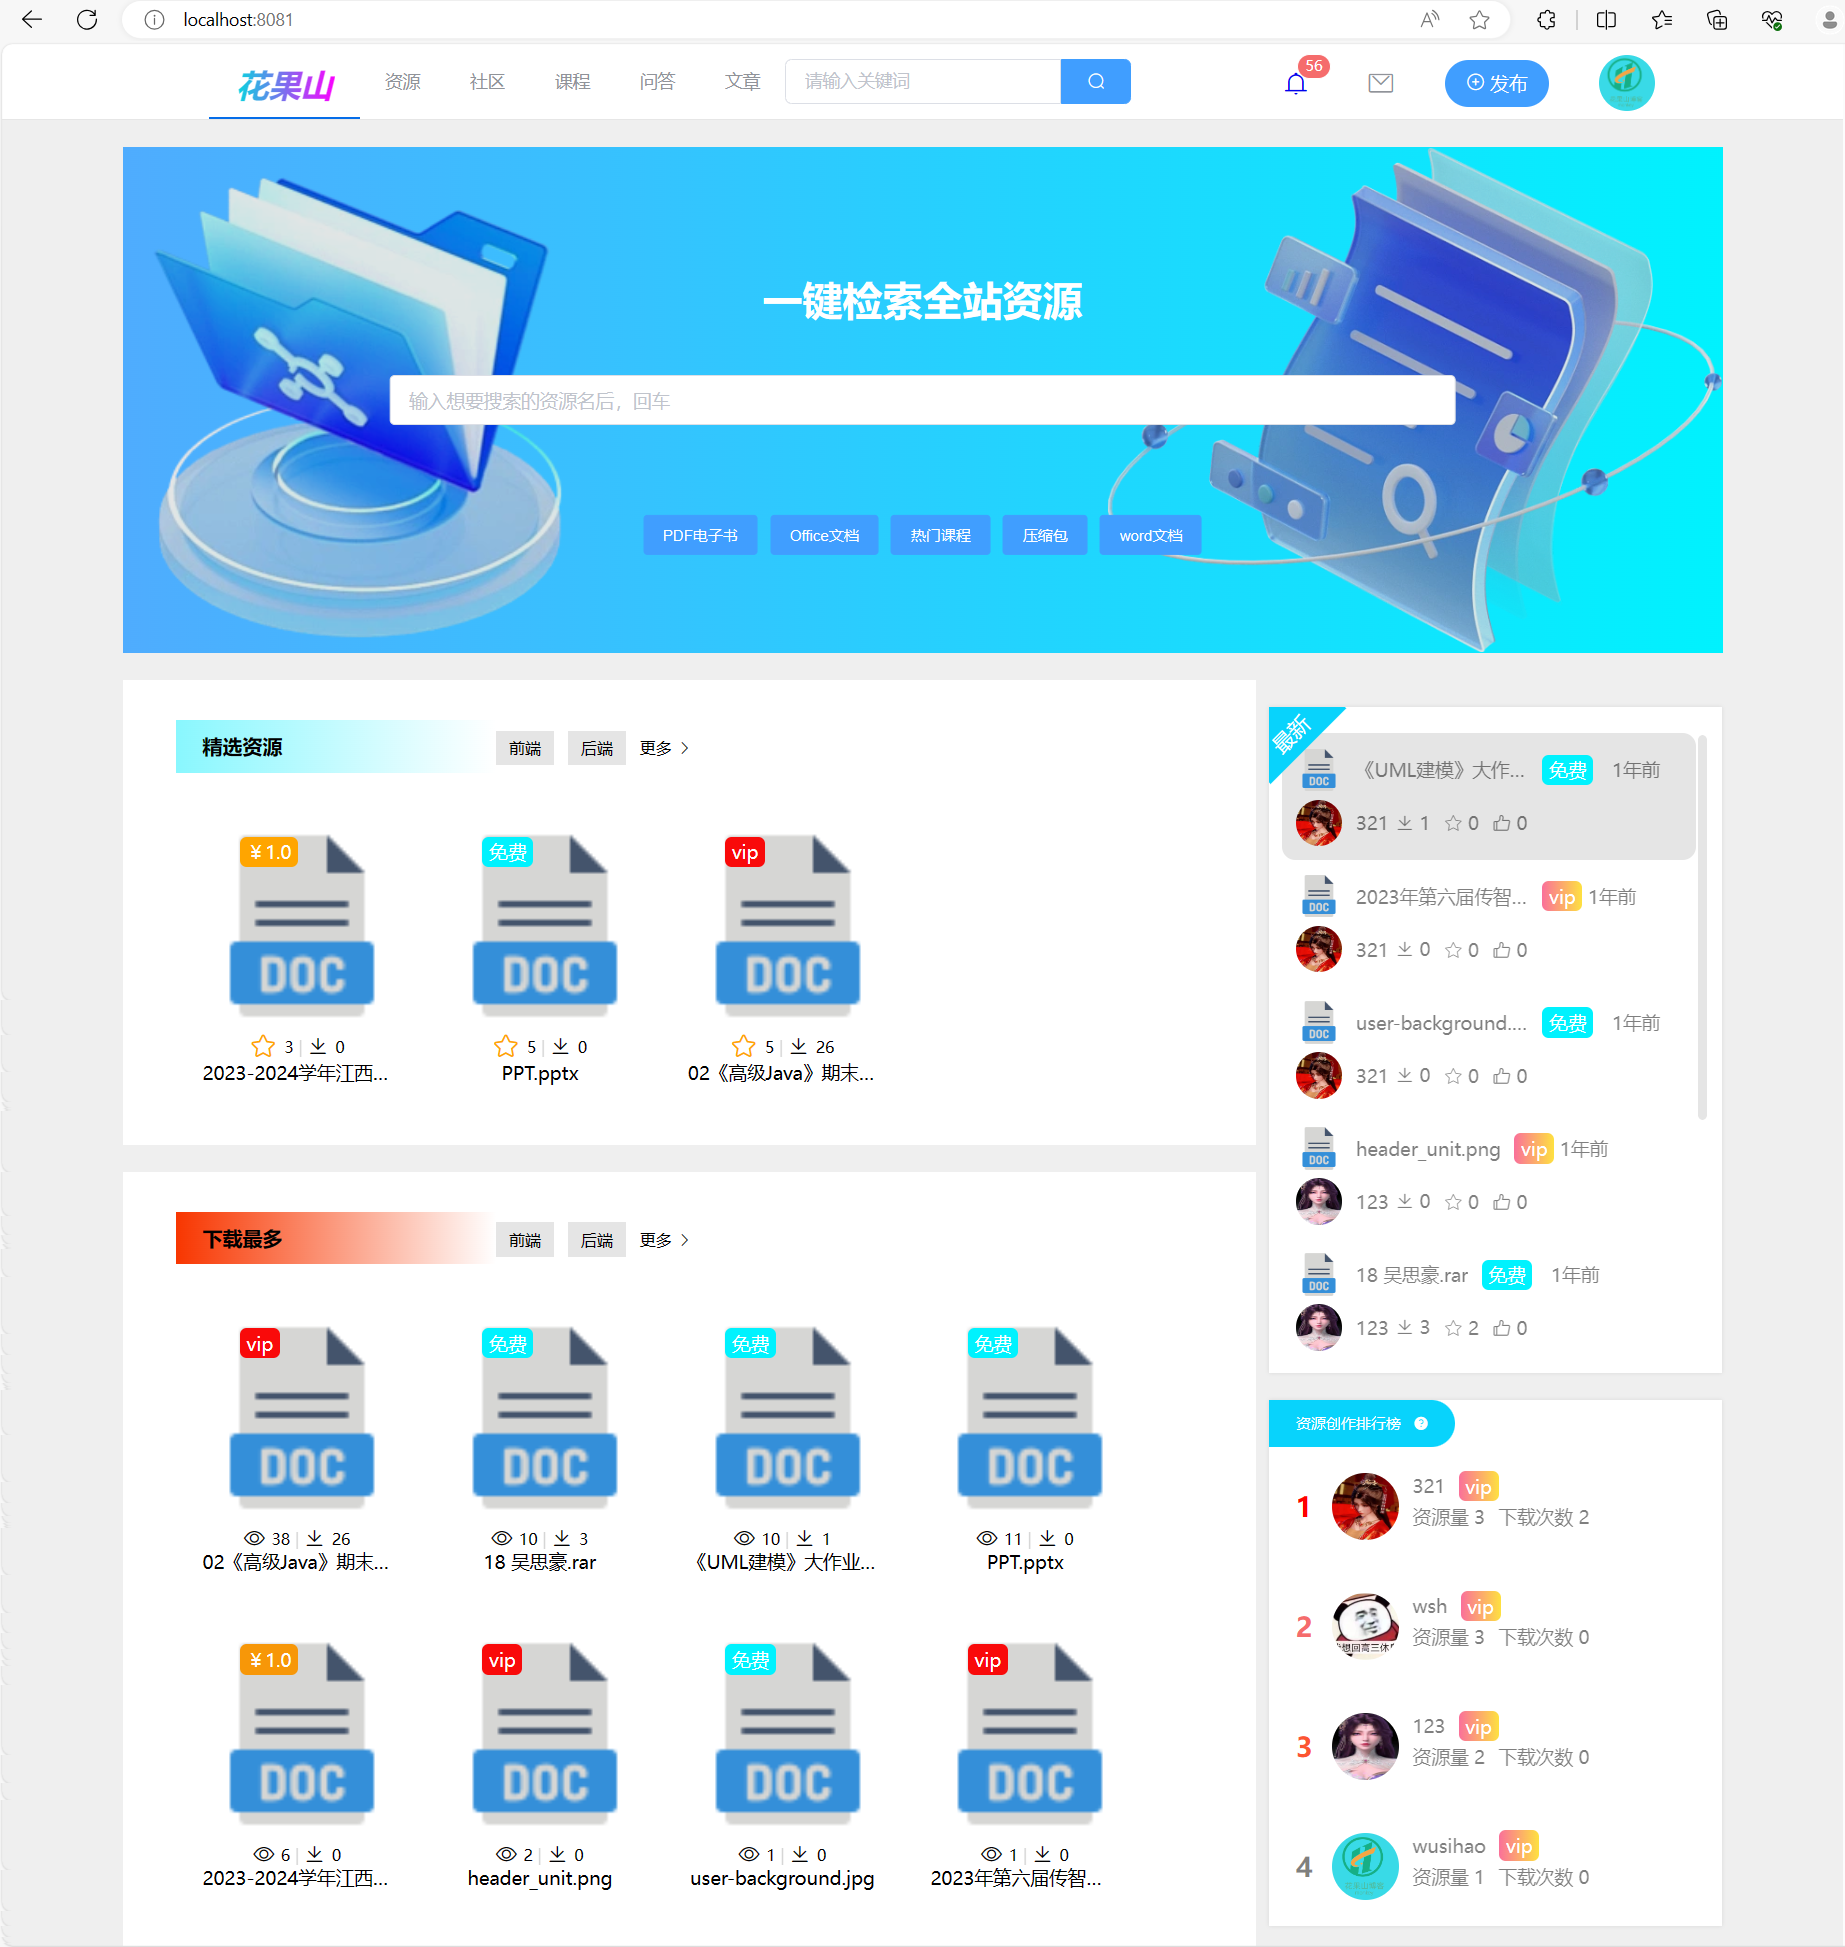 localhost:8081
花果山 资源 社区 课程 问答 文章 请输入关键词 56 发布
一键检索全站资源
输入想要搜索的资源名后，回车
PDF电子书 Office文档 热门课程 压缩包 word文档
精选资源 前端 后端 更多
¥1.0 免费 vip
DOC DOC DOC
3 0 5 0 5 26
2023-2024学年江西... PPT.pptx 02《高级Java》期末...
下载最多 前端 后端 更多
vip 免费 免费 免费
DOC DOC DOC DOC
38 26 10 3 10 1 11 0
02《高级Java》期末... 18 吴思豪.rar 《UML建模》大作业... PPT.pptx
¥1.0 vip 免费 vip
DOC DOC DOC DOC
6 0 2 0 1 0 1 0
2023-2024学年江西... header_unit.png user-background.jpg 2023年第六届传智...
最新
DOC 《UML建模》大作... 免费 1年前
321 1 0 0
DOC 2023年第六届传智... vip 1年前
321 0 0 0
DOC user-background.... 免费 1年前
321 0 0 0
DOC header_unit.png vip 1年前
123 0 0 0
DOC 18 吴思豪.rar 免费 1年前
123 3 2 0
资源创作排行榜 ?
1 321 vip
资源量 3 下载次数 2
2 wsh vip
资源量 3 下载次数 0
3 123 vip
资源量 2 下载次数 0
4 wusihao vip
资源量 1 下载次数 0